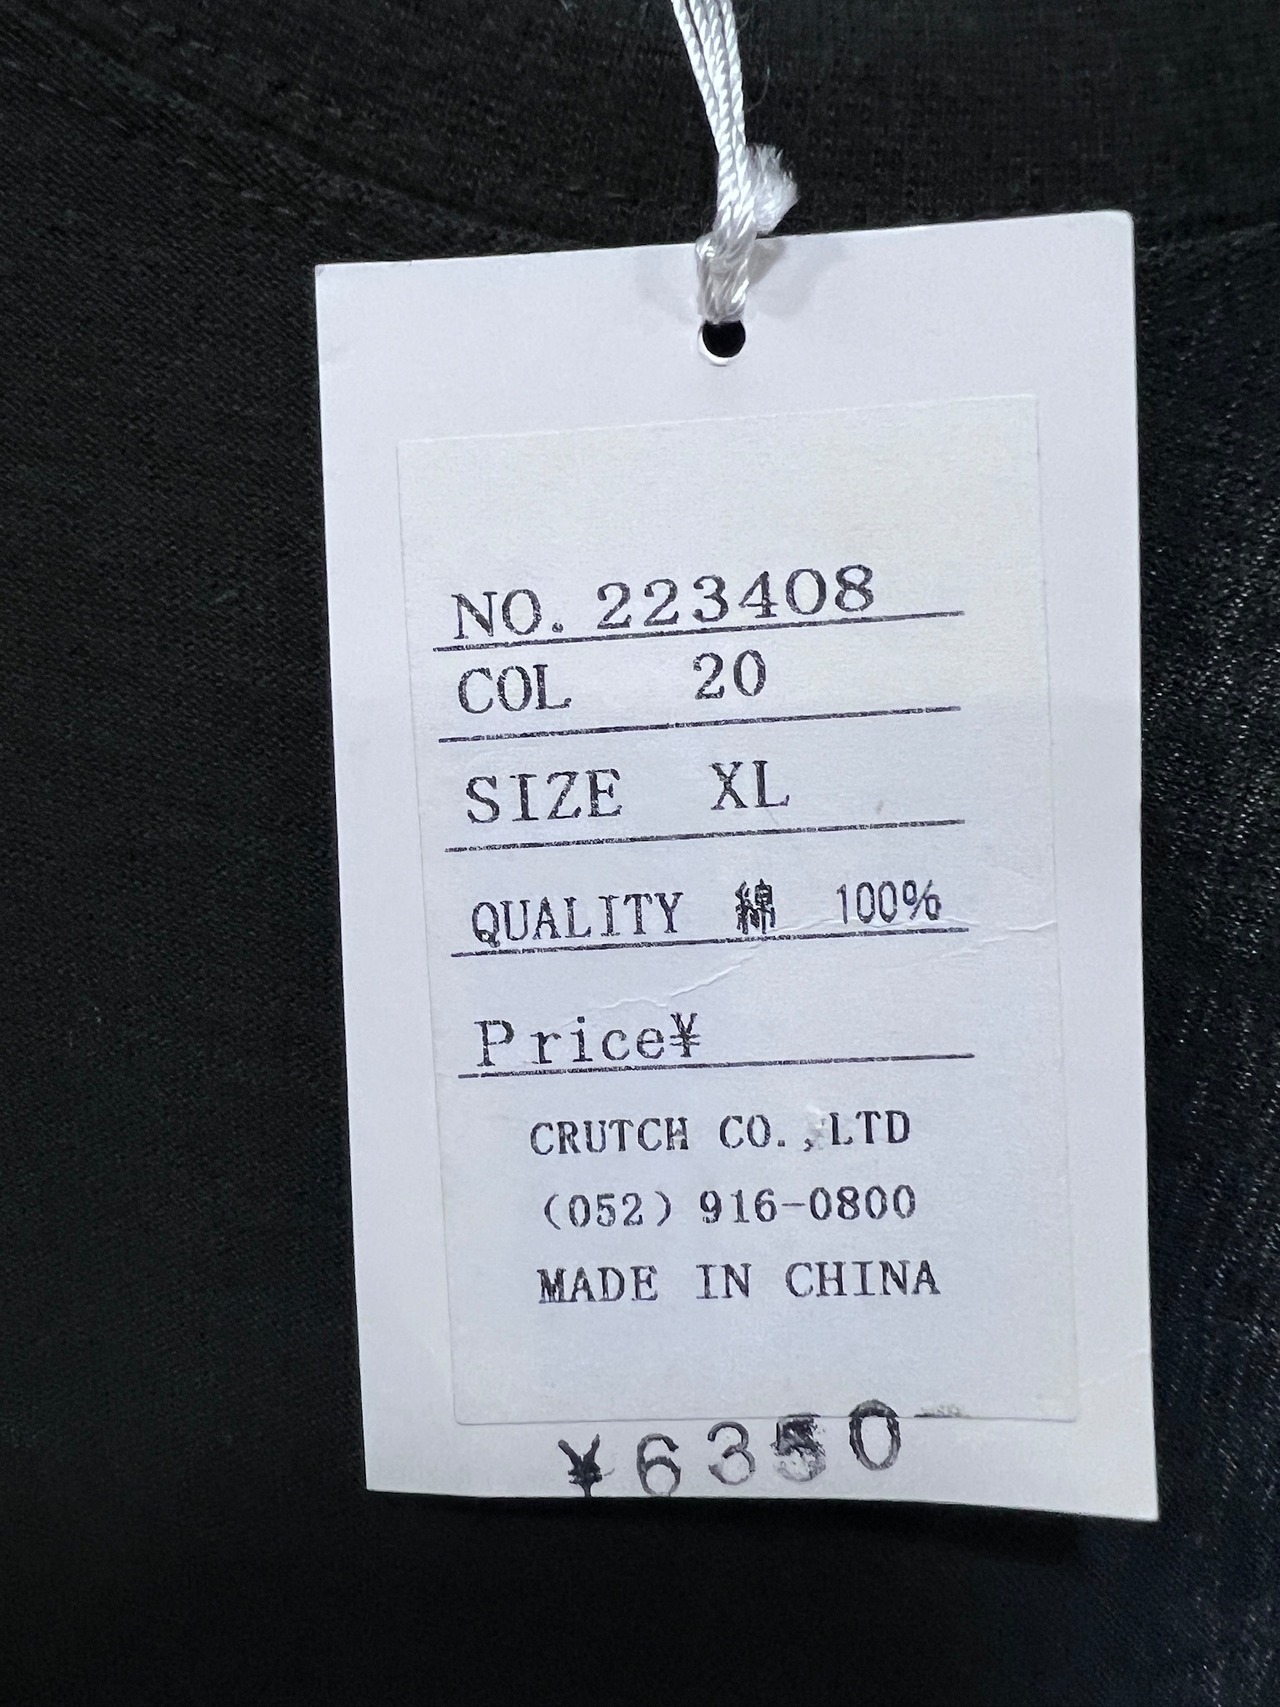 NO. 223408
COL 20
SIZE XL
QUALITY 綿 100%
Price¥
CRUTCH CO.,LTD
(052) 916-0800
MADE IN CHINA
¥6350